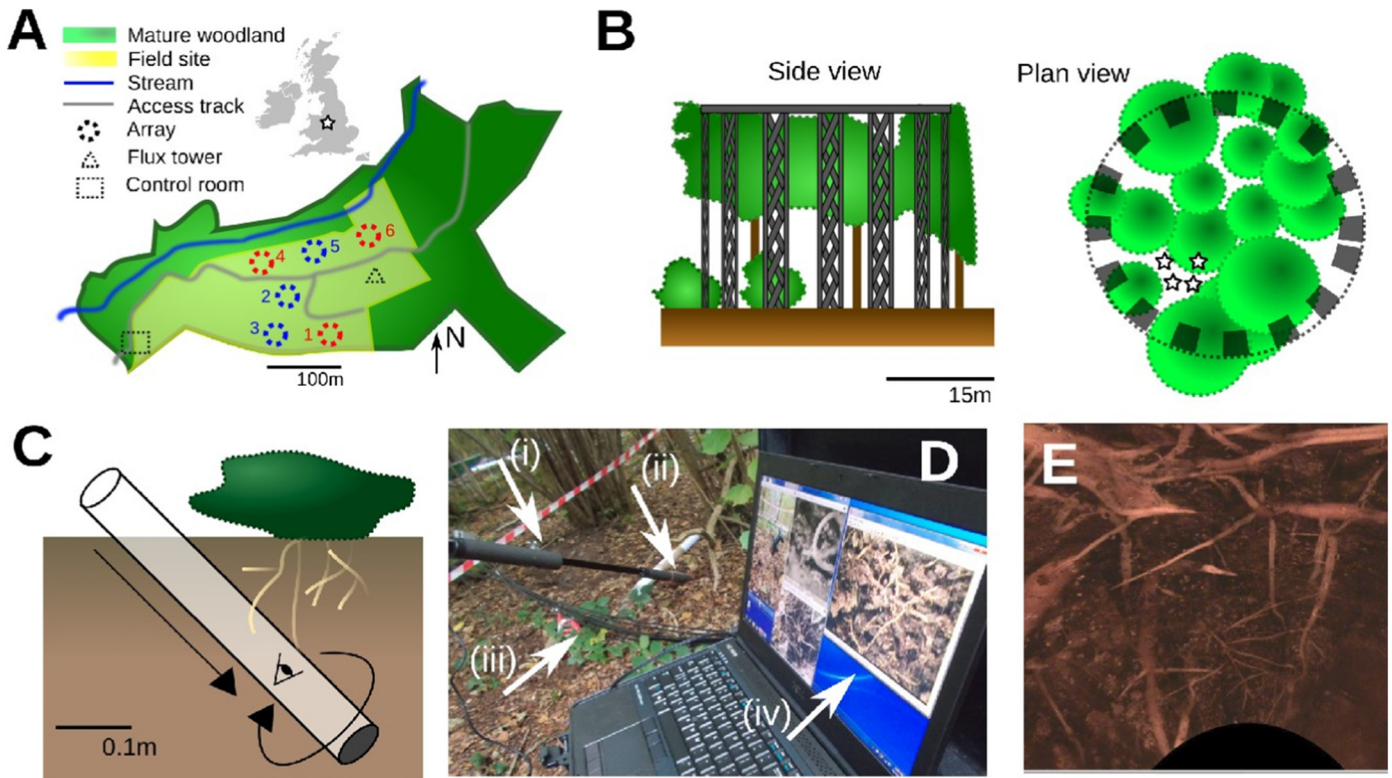 A
Mature woodland
Field site
Stream
Access track
Array
Flux tower
Control room
6
5
4
2
3
1
N
100m
B
Side view
Plan view
15m
C
0.1m
D
(i)
(ii)
(iii)
(iv)
E